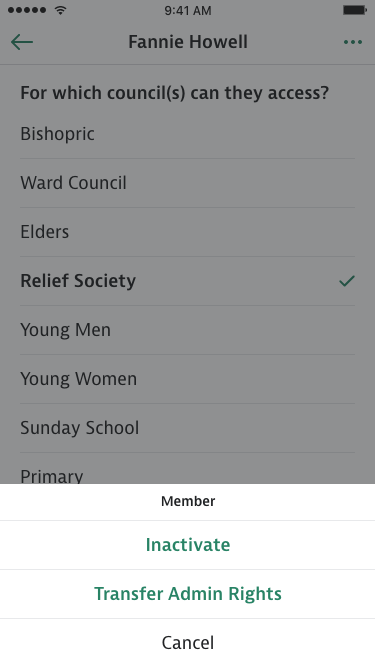 9:41 AM
Fannie Howell
For which council(s) can they access?
Bishopric
Ward Council
Elders
Relief Society
Young Men
Young Women
Sunday School
Primary
Member
Inactivate
Transfer Admin Rights
Cancel